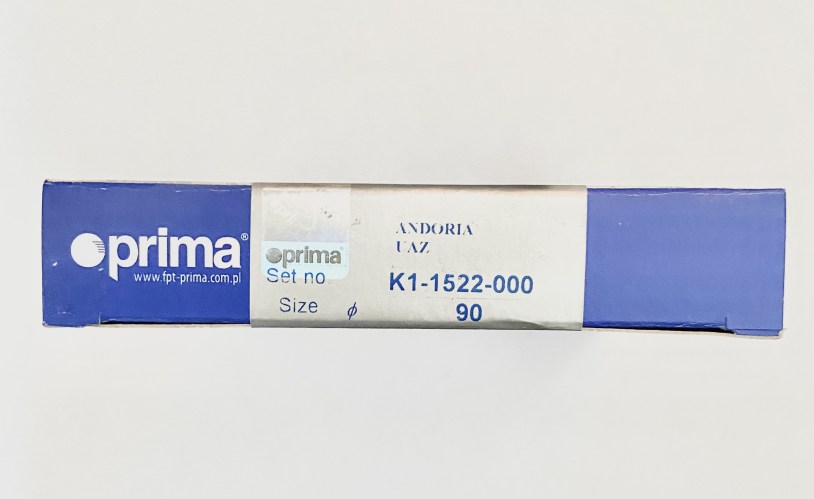 prima®
www.fpt-prima.com.pl
prima
ANDORIA
UAZ
Set no K1-1522-000
Size ϕ 90